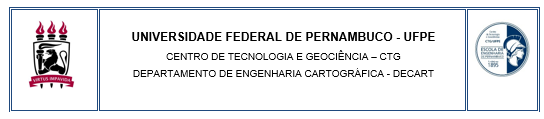 UNIVERSIDADE FEDERAL DE PERNAMBUCO - UFPE
CENTRO DE TECNOLOGIA E GEOCIÊNCIA – CTG
DEPARTAMENTO DE ENGENHARIA CARTOGRÁFICA - DECART
VIRTUS IMPAVIDA
ESCOLA DE
ENGENHARIA
DE PERNAMBUCO
1895